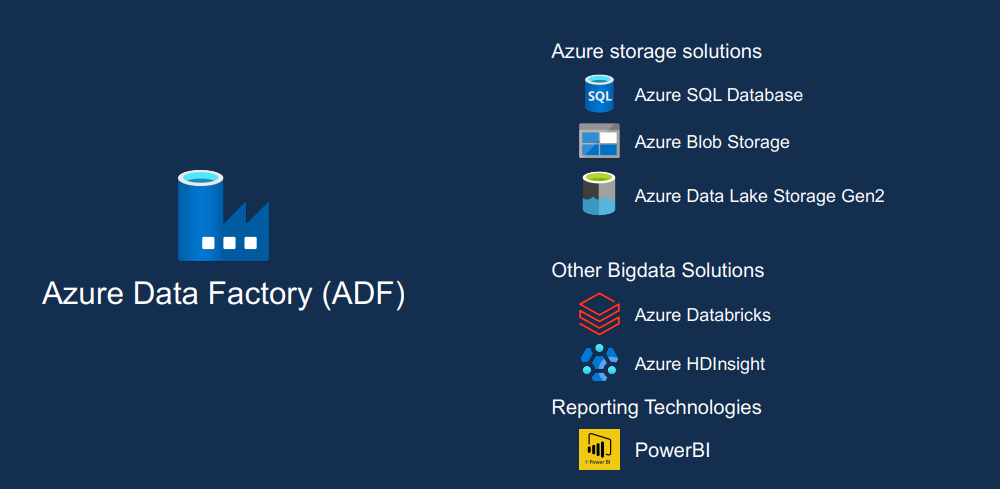 Azure Data Factory (ADF)
Azure storage solutions
SQL
Azure SQL Database
Azure Blob Storage
Azure Data Lake Storage Gen2
Other Bigdata Solutions
Azure Databricks
Azure HDInsight
Reporting Technologies
Power BI
PowerBI